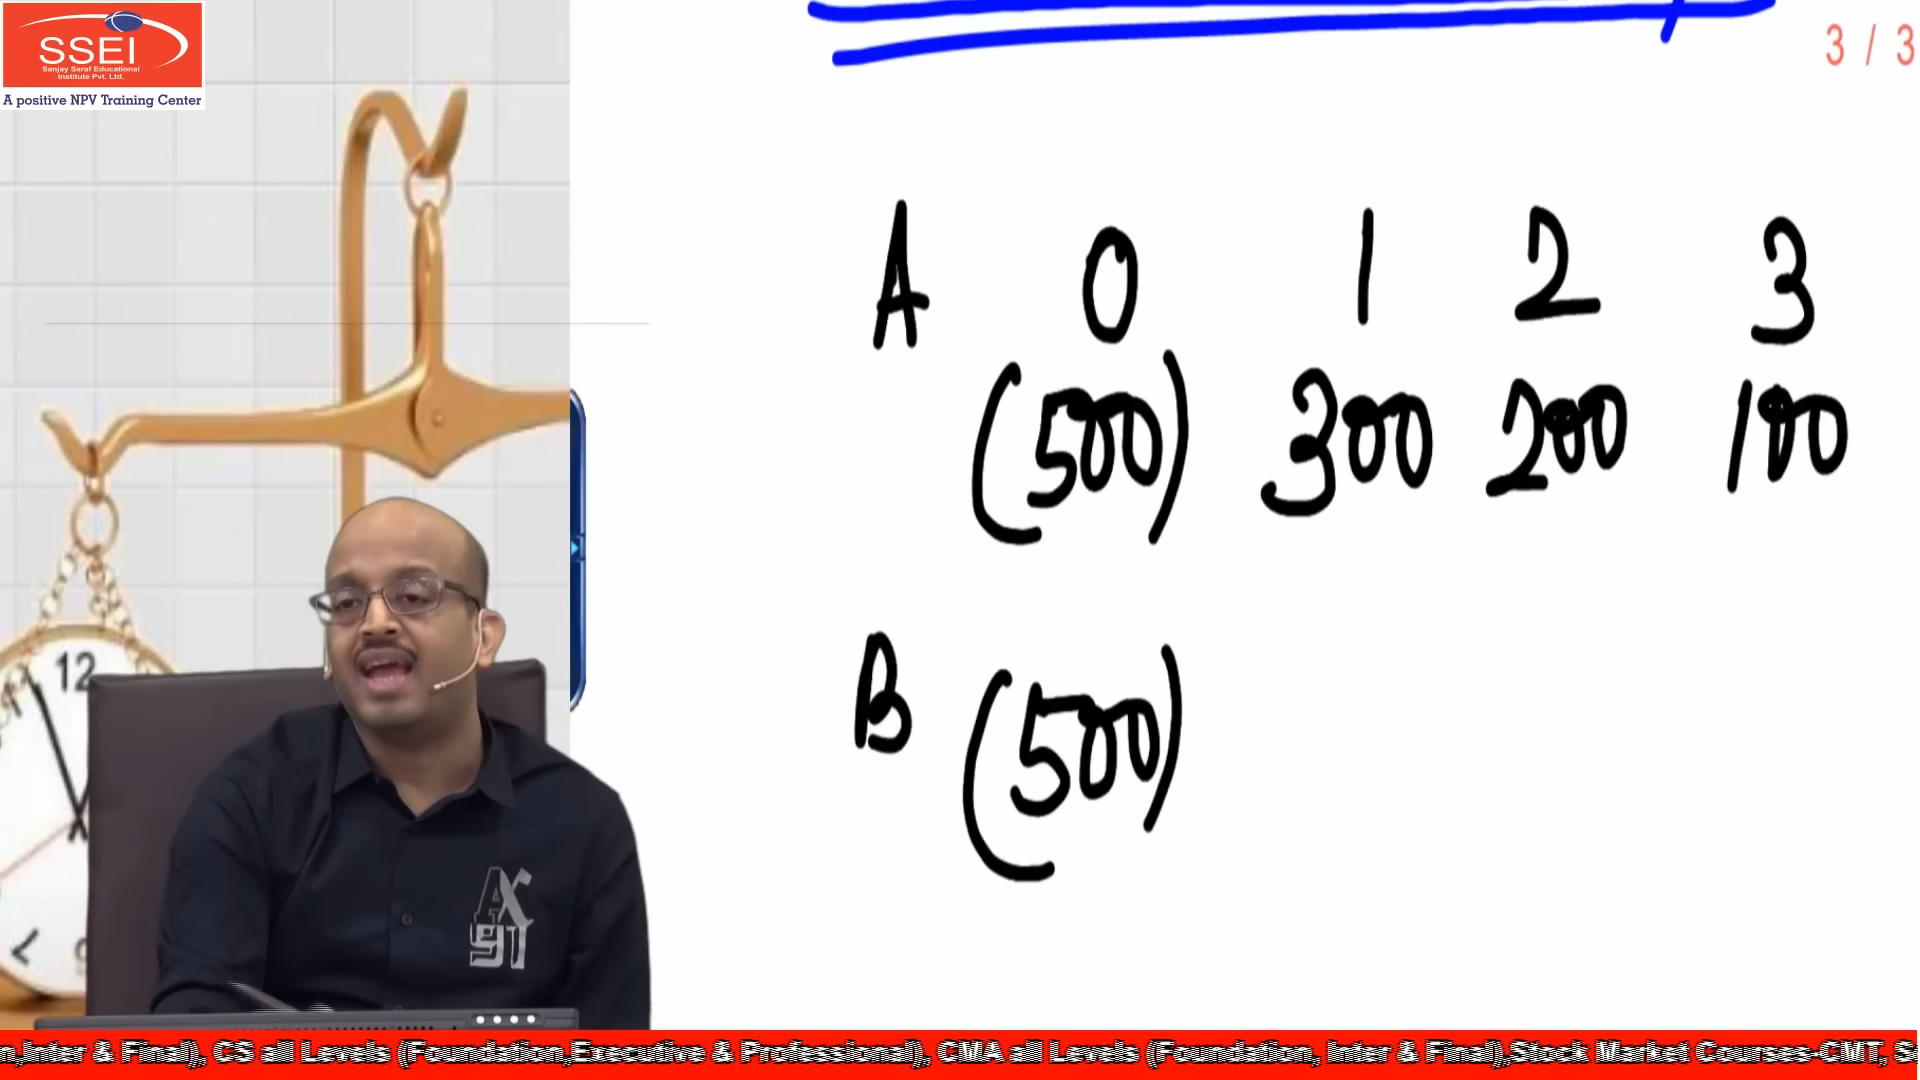 SSEI
Sanjay Saraf Educational
Institute Pvt. Ltd.
A positive NPV Training Center
3 / 3
A 0 1 2 3
(500) 300 200 100
B (500)
12
AX
91
n,Inter & Final), CS all Levels (Foundation,Executive & Professional), CMA all Levels (Foundation, Inter & Final),Stock Market Courses-CMT, S